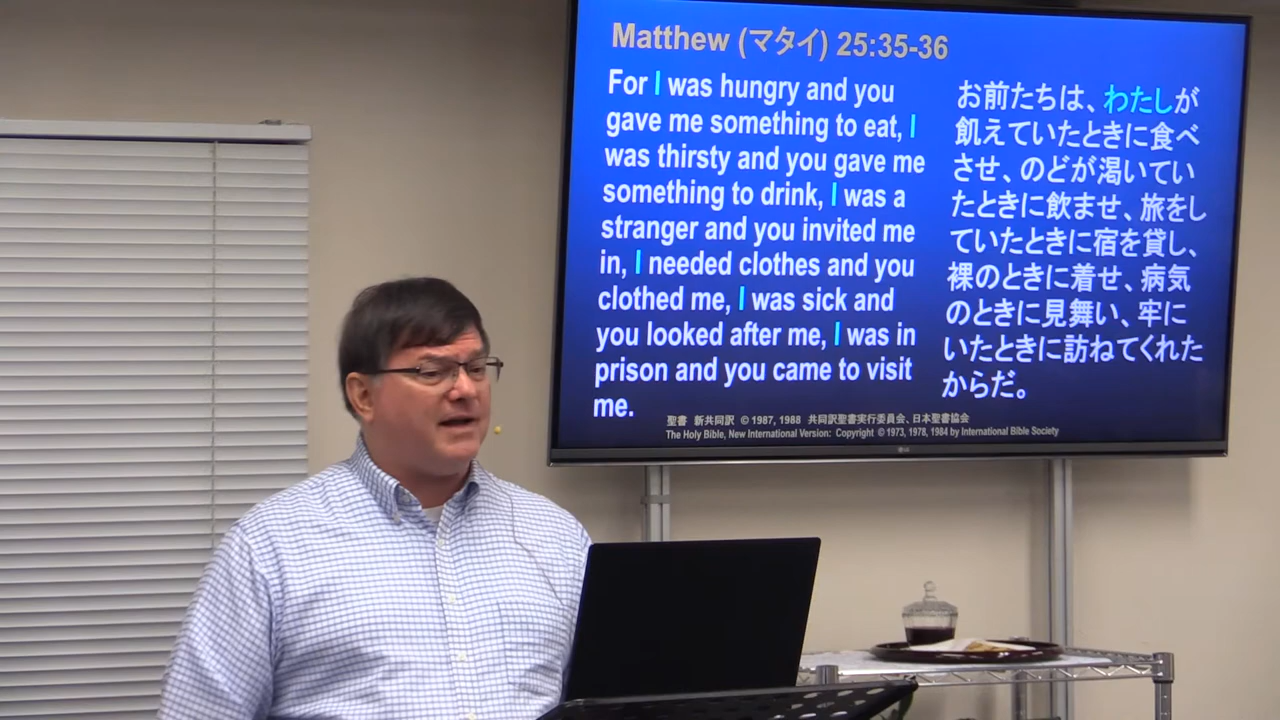 Matthew (マタイ) 25:35-36
For I was hungry and you
gave me something to eat, I
was thirsty and you gave me
something to drink, I was a
stranger and you invited me
in, I needed clothes and you
clothed me, I was sick and
you looked after me, I was in
prison and you came to visit
me.
お前たちは、わたしが
飢えていたときに食べ
させ、のどが渇いてい
たときに飲ませ、旅をし
ていたときに宿を貸し、
裸のときに着せ、病気
のときに見舞い、牢に
いたときに訪ねてくれた
からだ。
聖書 新共同訳 © 1987, 1988 共同訳聖書実行委員会、日本聖書協会
The Holy Bible, New International Version: Copyright © 1973, 1978, 1984 by International Bible Society
LG